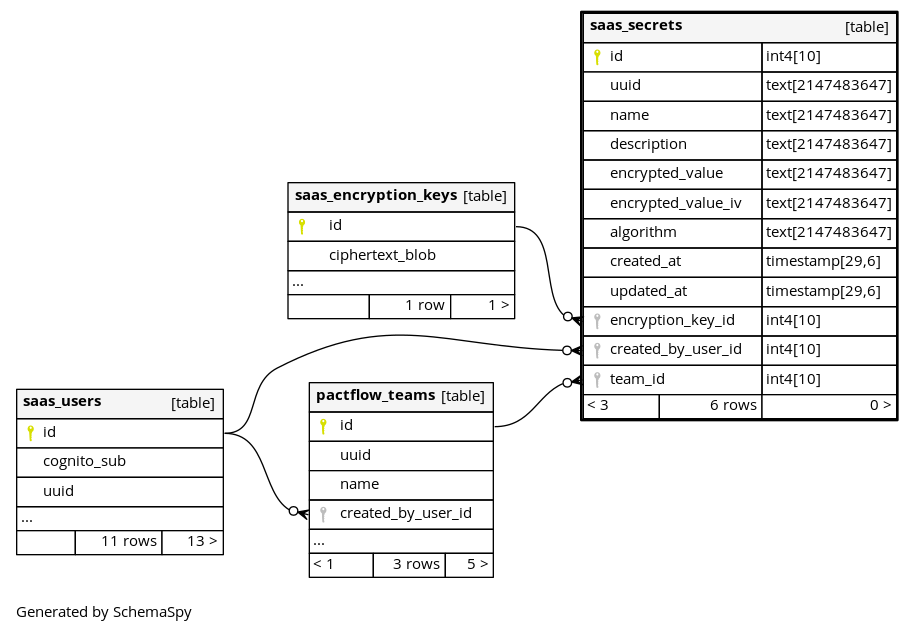 saas_secrets [table]
id int4[10]
uuid text[2147483647]
name text[2147483647]
description text[2147483647]
encrypted_value text[2147483647]
encrypted_value_iv text[2147483647]
algorithm text[2147483647]
created_at timestamp[29,6]
updated_at timestamp[29,6]
encryption_key_id int4[10]
created_by_user_id int4[10]
team_id int4[10]
< 3 6 rows 0 >
saas_encryption_keys [table]
id
ciphertext_blob
...
1 row 1 >
saas_users [table]
id
cognito_sub
uuid
...
11 rows 13 >
pactflow_teams [table]
id
uuid
name
created_by_user_id
...
< 1 3 rows 5 >
Generated by SchemaSpy